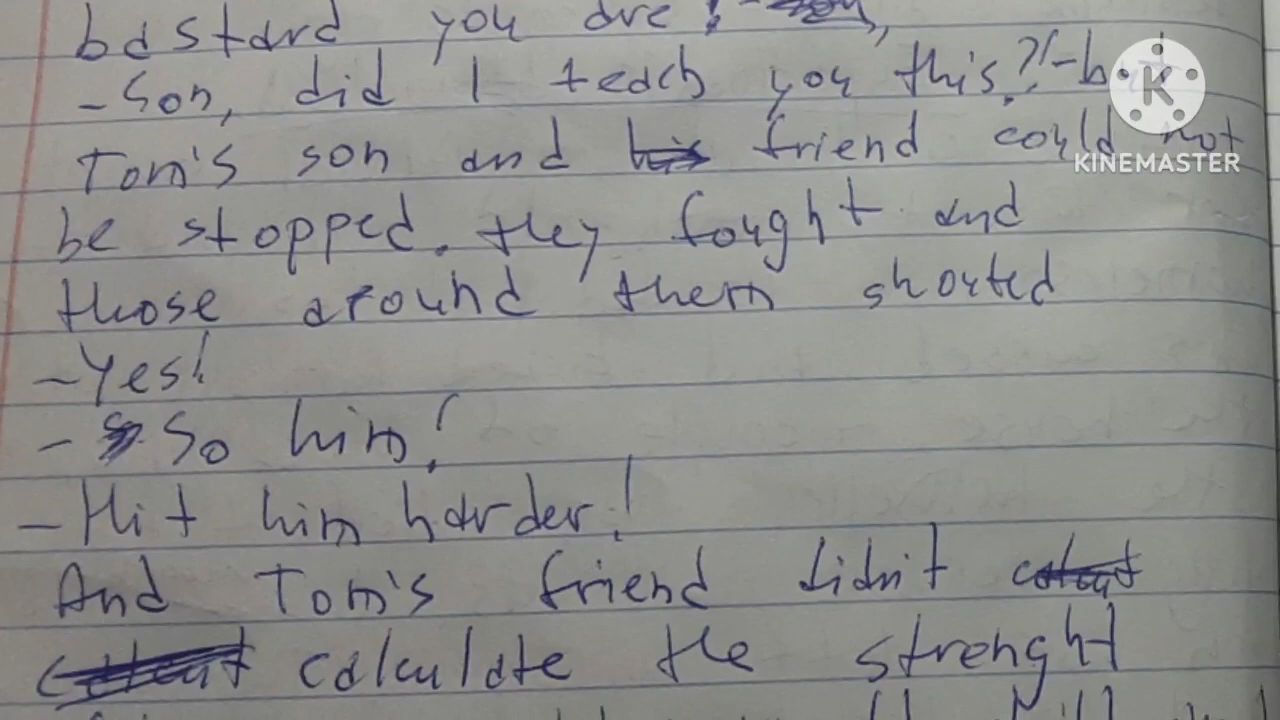 bastard you are!
-Son, did I teach you this?!-but
Tom's son and friend could not
be stopped. they fought and
those around them shouted
-Yes!
-So him!
-Hit him harder!
And Tom's friend didn't
calculate the strenght
KINEMASTER